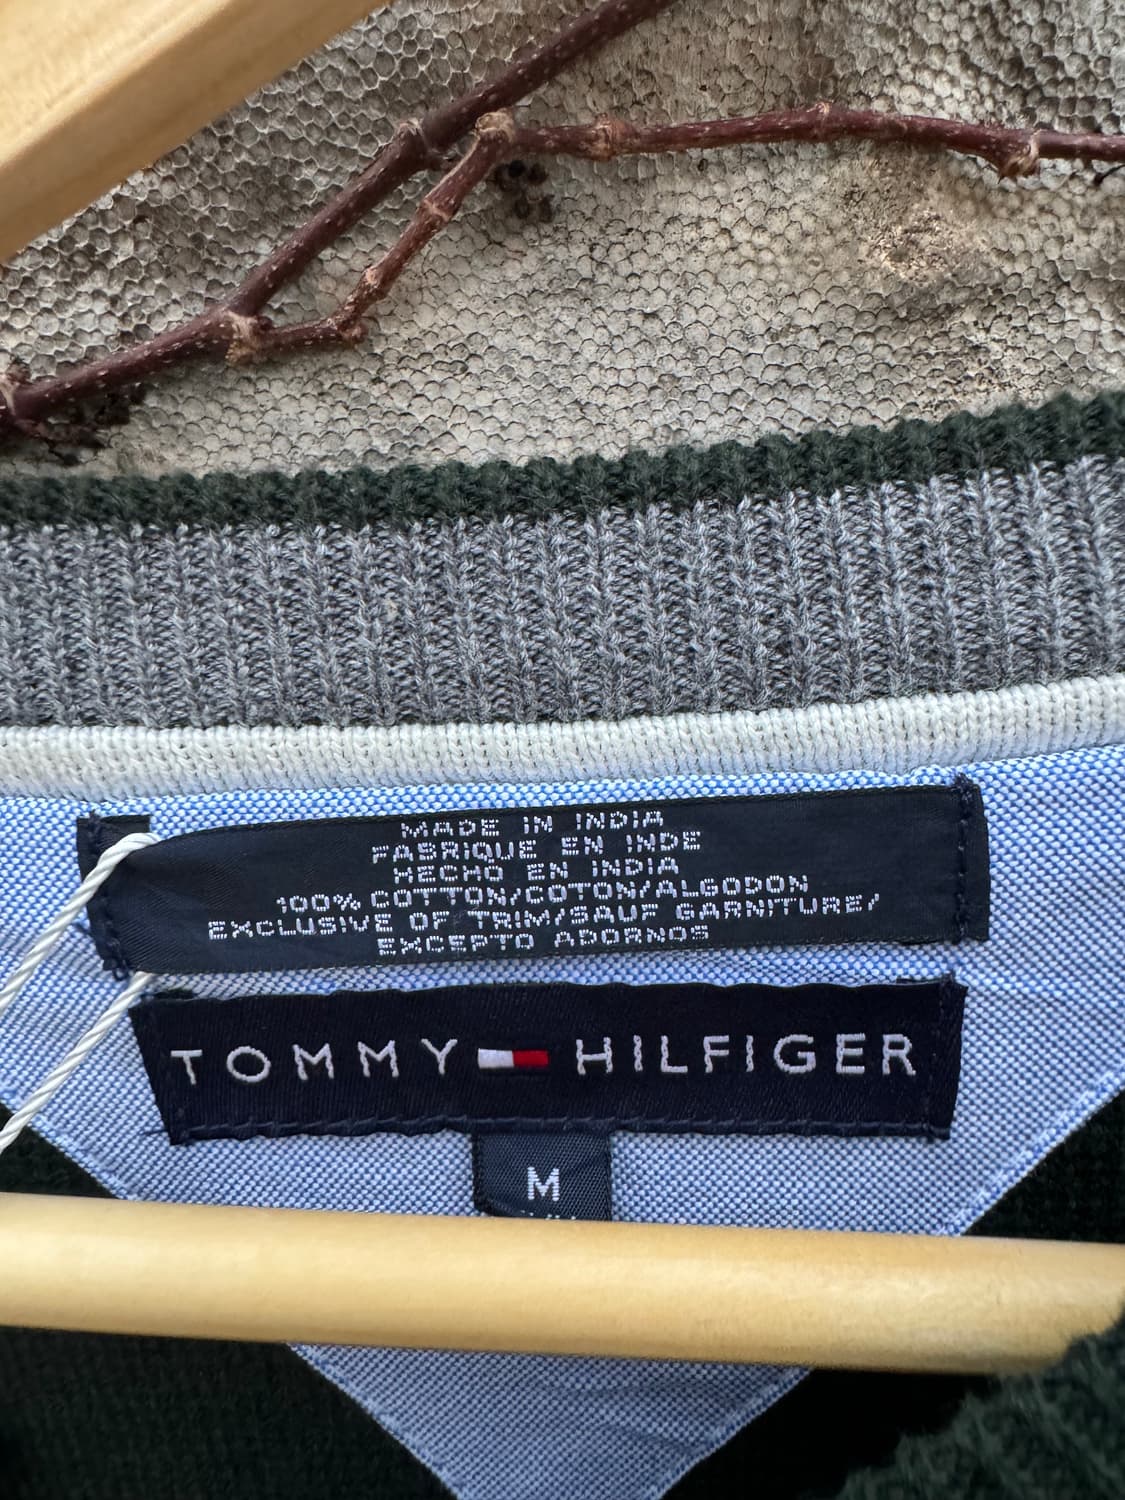 MADE IN INDIA
FABRIQUE EN INDE
HECHO EN INDIA
100% COTTON/COTON/ALGODON
EXCLUSIVE OF TRIM/SAUF GARNITURE/
EXCEPTO ADORNOS
TOMMY HILFIGER
M